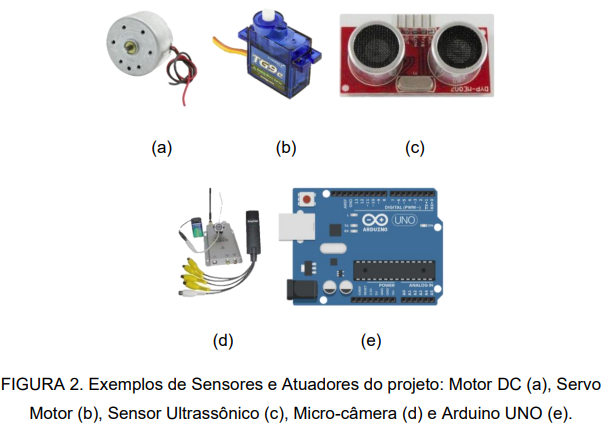 TG9e
DYP-ME007
(a) (b) (c)
DIGITAL (PWM~)
UNO
ARDUINO
POWER
ANALOG IN
(d) (e)
FIGURA 2. Exemplos de Sensores e Atuadores do projeto: Motor DC (a), Servo
Motor (b), Sensor Ultrassônico (c), Micro-câmera (d) e Arduino UNO (e).